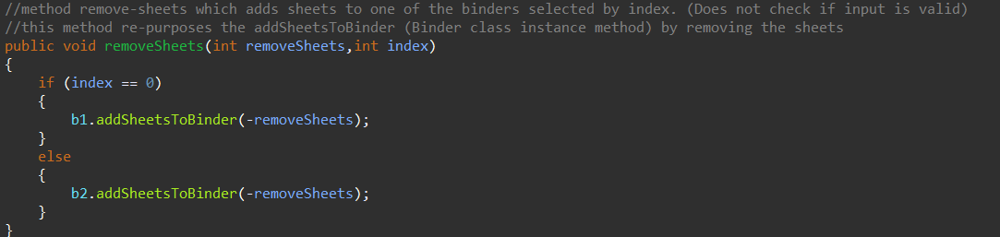 //method remove-sheets which adds sheets to one of the binders selected by index. (Does not check if input is valid)
//this method re-purposes the addSheetsToBinder (Binder class instance method) by removing the sheets
public void removeSheets(int removeSheets,int index)
{
    if (index == 0)
    {
        b1.addSheetsToBinder(-removeSheets);
    }
    else
    {
        b2.addSheetsToBinder(-removeSheets);
    }
}